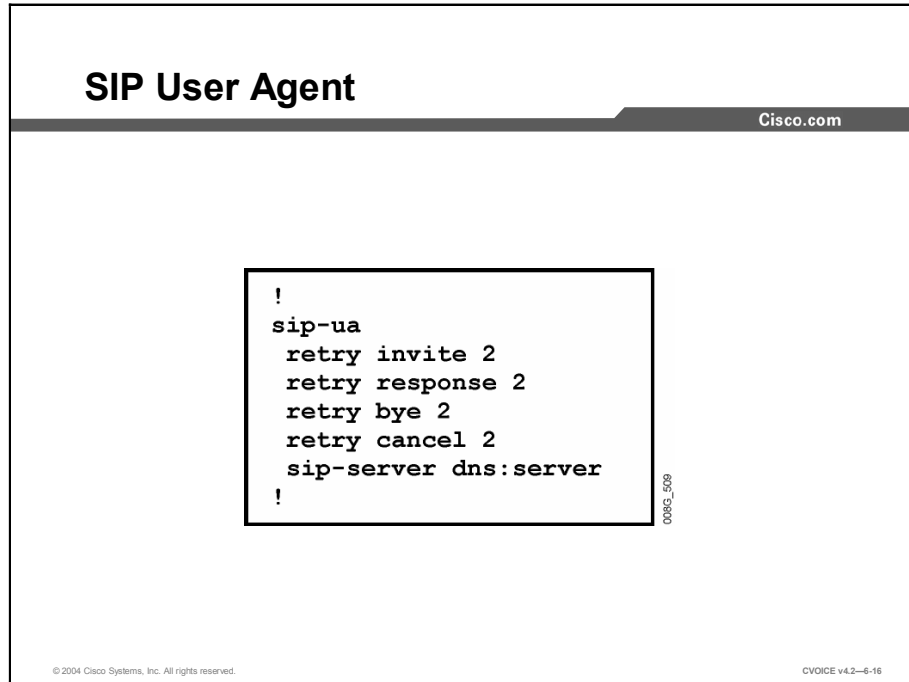 SIP User Agent
Cisco.com
!
sip-ua
retry invite 2
retry response 2
retry bye 2
retry cancel 2
sip-server dns:server
!
008G_509
© 2004 Cisco Systems, Inc. All rights reserved.
CVOICE v4.2—6-16